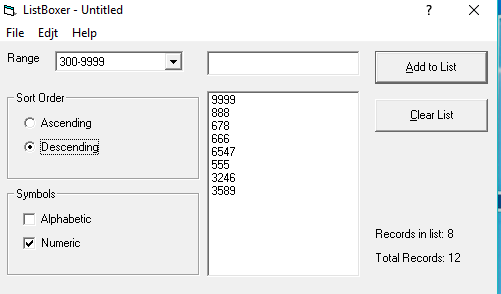 ListBoxer - Untitled
File Edjt Help
Range
300-9999
Add to List
Sort Order
Ascending
Descending
9999
888
678
666
6547
555
3246
3589
Clear List
Symbols
Alphabetic
Numeric
Records in list: 8
Total Records: 12